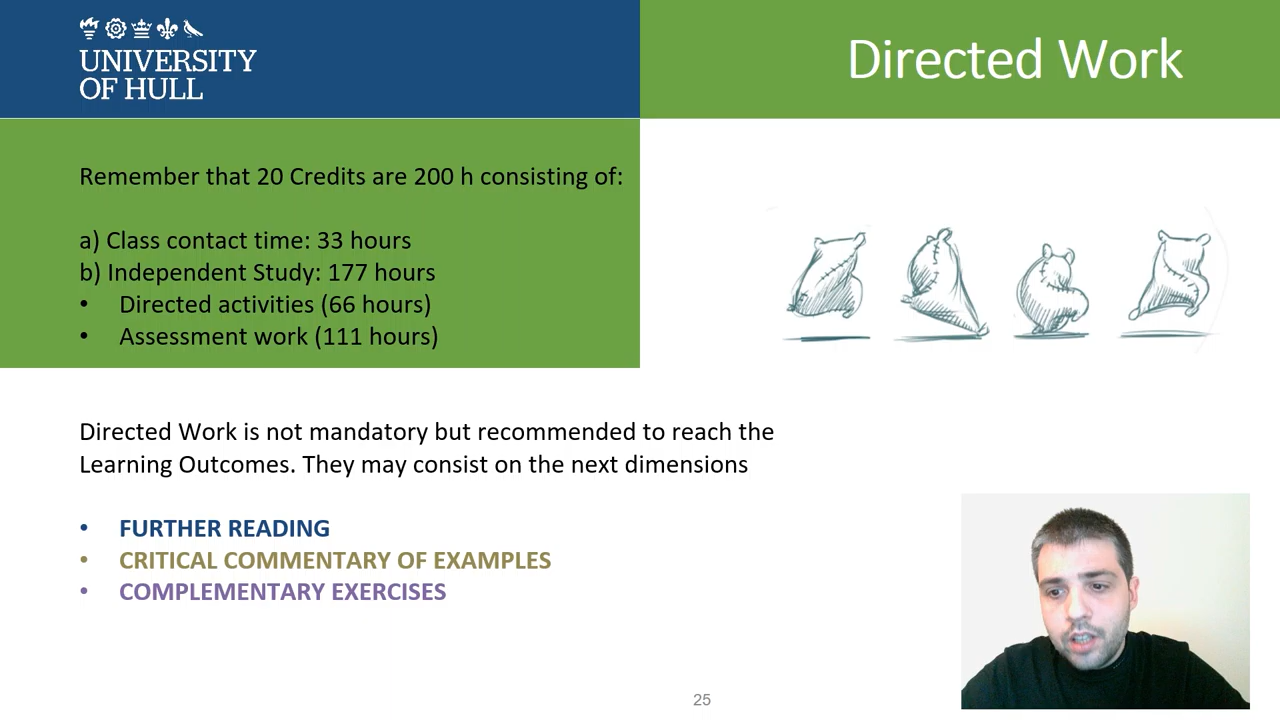 UNIVERSITY
OF HULL
Directed Work
Remember that 20 Credits are 200 h consisting of:
a) Class contact time: 33 hours
b) Independent Study: 177 hours
• Directed activities (66 hours)
• Assessment work (111 hours)
Directed Work is not mandatory but recommended to reach the
Learning Outcomes. They may consist on the next dimensions
• FURTHER READING
• CRITICAL COMMENTARY OF EXAMPLES
• COMPLEMENTARY EXERCISES
25